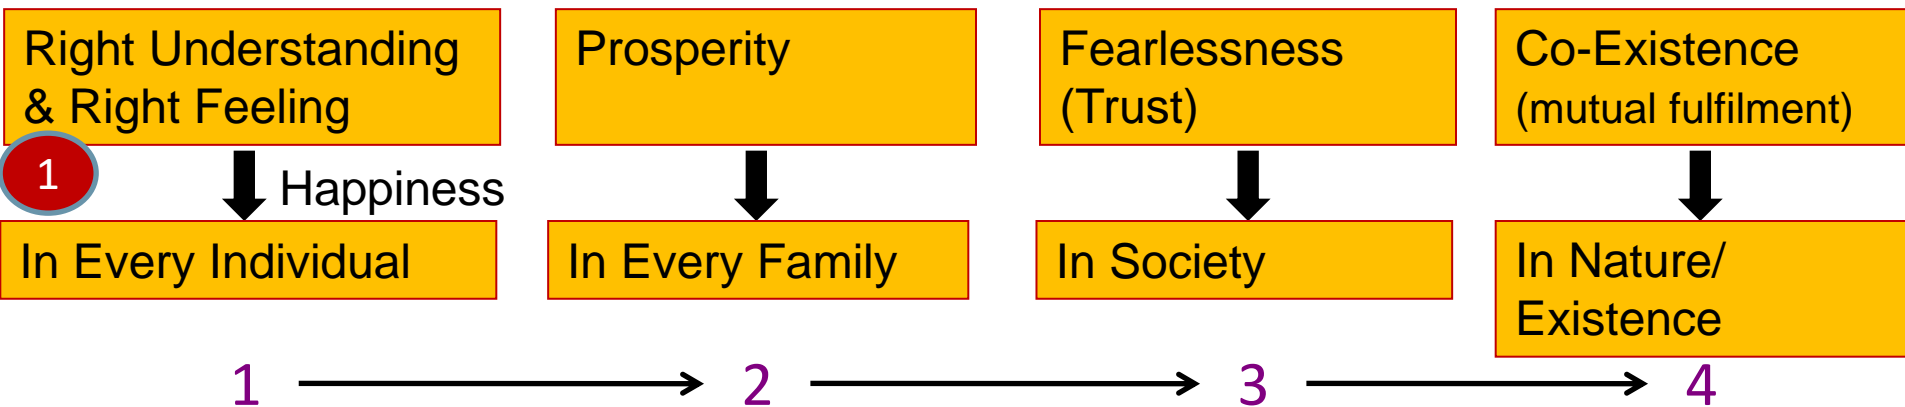 Right Understanding
& Right Feeling
Prosperity
Fearlessness
(Trust)
Co-Existence
(mutual fulfilment)
1
Happiness
In Every Individual
In Every Family
In Society
In Nature/
Existence
1
2
3
4